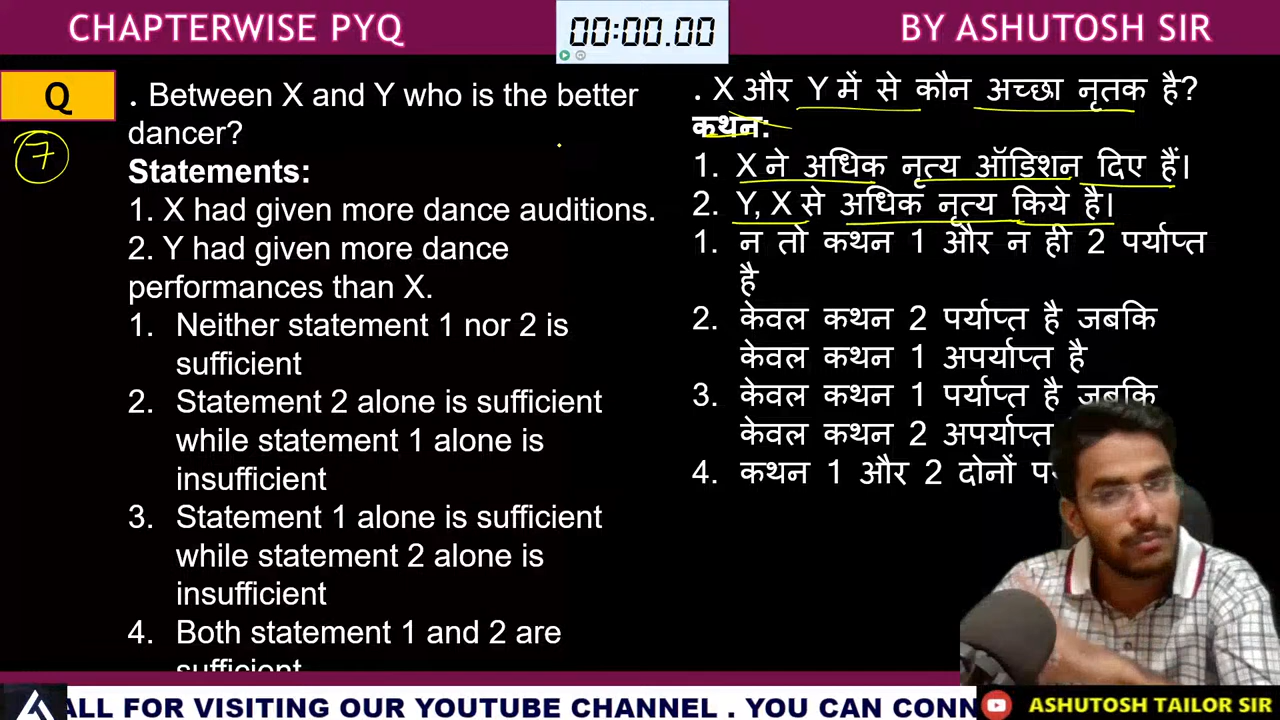 CHAPTERWISE PYQ
00:00.00
BY ASHUTOSH SIR
Q
7
. Between X and Y who is the better
dancer?
Statements:
1. X had given more dance auditions.
2. Y had given more dance
performances than X.
1. Neither statement 1 nor 2 is
sufficient
2. Statement 2 alone is sufficient
while statement 1 alone is
insufficient
3. Statement 1 alone is sufficient
while statement 2 alone is
insufficient
4. Both statement 1 and 2 are
sufficient
. X और Y में से कौन अच्छा नृतक है?
कथन:
1. X ने अधिक नृत्य ऑडिशन दिए हैं।
2. Y, X से अधिक नृत्य किये है।
1. न तो कथन 1 और न ही 2 पर्याप्त
है
2. केवल कथन 2 पर्याप्त है जबकि
केवल कथन 1 अपर्याप्त है
3. केवल कथन 1 पर्याप्त है जबकि
केवल कथन 2 अपर्याप्त
4. कथन 1 और 2 दोनों
ALL FOR VISITING OUR YOUTUBE CHANNEL . YOU CAN CONN
ASHUTOSH TAILOR SIR